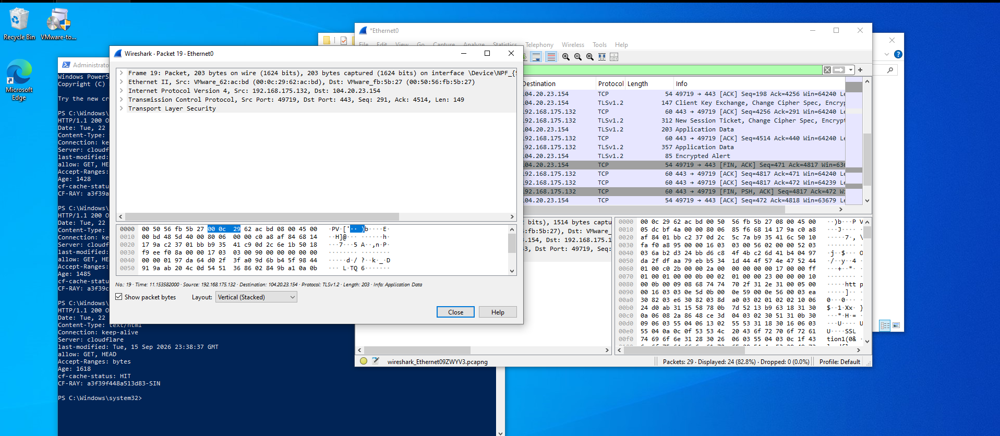 Recycle Bin
VMware-to...
Microsoft
Edge
Administrato
Windows PowerS
Copyright (C)
Try the new cr
PS C:\Windows\
HTTP/1.1 200 O
Date: Tue, 22
Content-Type:
Connection: ke
Server: cloudf
last-modified:
allow: GET, HE
Accept-Ranges:
Age: 1428
cf-cache-statu
CF-RAY: a3f39a
PS C:\Windows\
HTTP/1.1 200 O
Date: Tue, 22
Content-Type:
Connection: ke
Server: cloudf
last-modified:
allow: GET, HE
Accept-Ranges:
Age: 1485
cf-cache-statu
CF-RAY: a3f39c
PS C:\Windows\
HTTP/1.1 200 O
Date: Tue, 22
Content-Type: text/html
Connection: keep-alive
Server: cloudflare
last-modified: Tue, 15 Sep 2026 23:38:37 GMT
allow: GET, HEAD
Accept-Ranges: bytes
Age: 1618
cf-cache-status: HIT
CF-RAY: a3f39f448a513d83-SIN
PS C:\Windows\system32>
Wireshark · Packet 19 · Ethernet0
Frame 19: Packet, 203 bytes on wire (1624 bits), 203 bytes captured (1624 bits) on interface \Device\NPF_{
Ethernet II, Src: VMware_62:ac:bd (00:0c:29:62:ac:bd), Dst: VMware_fb:5b:27 (00:50:56:fb:5b:27)
Internet Protocol Version 4, Src: 192.168.175.132, Dst: 104.20.23.154
Transmission Control Protocol, Src Port: 49719, Dst Port: 443, Seq: 291, Ack: 4514, Len: 149
Transport Layer Security
0000 00 50 56 fb 5b 27 00 0c 29 62 ac bd 08 00 45 00 ·PV·['··)b····E·
0010 00 bd 48 5d 40 00 80 06 00 00 c0 a8 af 84 68 14 ··H]@·········h·
0020 17 9a c2 37 01 bb b9 35 41 c9 0d 2c 6e 1b 50 18 ···7···5A··,n·P·
0030 f9 ee f0 8a 00 00 17 03 03 00 90 00 00 00 00 00 ················
0040 00 00 01 97 da 64 d0 2f 3f a0 9d 6b b4 5f 98 44 ·····d·/?··k·_·D
0050 91 9a ab 20 4c 0d 54 51 36 86 02 84 9b a1 0a 0b ··· L·TQ6·······
No.: 19 · Time: 11.153582000 · Source: 192.168.175.132 · Destination: 104.20.23.154 · Protocol: TLSv1.2 · Length: 203 · Info: Application Data
Show packet bytes
Layout: Vertical (Stacked)
Close Help
*Ethernet0
File Edit View Go Capture Analyze Statistics Telephony Wireless Tools Help
Destination Protocol Length Info
104.20.23.154 TCP 54 49719 → 443 [ACK] Seq=198 Ack=4256 Win=64240 Le
104.20.23.154 TLSv1.2 147 Client Key Exchange, Change Cipher Spec, Encryp
192.168.175.132 TCP 60 443 → 49719 [ACK] Seq=4256 Ack=291 Win=64240 Le
192.168.175.132 TLSv1.2 312 New Session Ticket, Change Cipher Spec, Encrypt
104.20.23.154 TLSv1.2 203 Application Data
192.168.175.132 TCP 60 443 → 49719 [ACK] Seq=4514 Ack=440 Win=64240 Le
192.168.175.132 TLSv1.2 357 Application Data
104.20.23.154 TLSv1.2 85 Encrypted Alert
104.20.23.154 TCP 54 49719 → 443 [FIN, ACK] Seq=471 Ack=4817 Win=636
192.168.175.132 TCP 60 443 → 49719 [ACK] Seq=4817 Ack=471 Win=64240 Le
192.168.175.132 TCP 60 443 → 49719 [ACK] Seq=4817 Ack=472 Win=64239 Le
192.168.175.132 TCP 60 443 → 49719 [FIN, PSH, ACK] Seq=4817 Ack=472 Wi
104.20.23.154 TCP 54 49719 → 443 [ACK] Seq=472 Ack=4818 Win=63679 Le
bits), 1514 bytes captu
:fb:5b:27), Dst: VMware_
3.154, Dst: 192.168.175.1
3, Dst Port: 49719, Seq:
0000 00 0c 29 62 ac bd 00 50 56 fb 5b 27 08 00 45 00 ··)b···P V
0010 05 dc bf 4a 00 00 80 06 85 f6 68 14 17 9a c0 a8 ···J····
0020 af 84 01 bb c2 37 0d 2c 5c 7a b9 35 41 6c 50 10 ·····7·, \
0030 fa f0 a8 95 00 00 16 03 03 00 56 02 00 00 52 03 ········
0040 03 6a b2 d3 24 bb d6 c8 4f 4b c2 6d 41 b4 04 97 ·j··$··· O
0050 da 2f df aa 79 eb b5 34 1d 44 4f 57 4e 47 52 44 ·/··y··4
0060 01 00 c0 2b 00 00 2a 00 00 00 00 00 17 00 00 ff ···+··*·
0070 01 00 01 00 00 0b 00 02 01 00 00 23 00 00 00 10
0080 00 0b 00 09 08 68 74 74 70 2f 31 2e 31 00 05 00 ·····htt p
0090 00 16 03 03 0e 5d 0b 00 0e 59 00 0e 56 00 03 ea ·····]··
00a0 30 82 03 e6 30 82 03 8d a0 03 02 01 02 02 10 06 0···0···
00b0 24 d0 ab 31 15 58 78 0b 7d 52 13 b9 63 18 31 30 $··1·Xx· }
00c0 0a 06 08 2a 86 48 ce 3d 04 03 02 30 51 31 0b 30 ···*·H·=
00d0 09 06 03 55 04 06 13 02 55 53 31 18 30 16 06 03 ···U···· U
00e0 55 04 0a 0c 0f 53 53 4c 20 43 6f 72 70 6f 72 61 U····SSL
00f0 74 69 6f 6e 31 28 30 26 06 03 55 04 03 0c 1f 43 tion1(0&
wireshark_Ethernet09ZWYV3.pcapng
Packets: 29 · Displayed: 24 (82.8%) · Dropped: 0 (0.0%)
Profile: Default